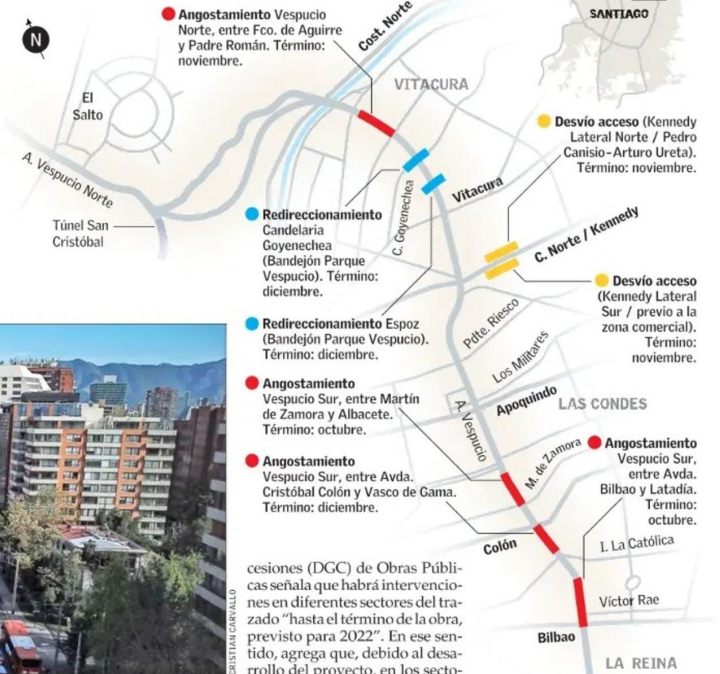 SANTIAGO
N
Angostamiento Vespucio
Norte, entre Fco. de Aguirre
y Padre Román. Término:
noviembre.
Cost. Norte
VITACURA
El
Salto
A. Vespucio Norte
Túnel San
Cristóbal
Desvío acceso (Kennedy
Lateral Norte / Pedro
Canisio-Arturo Ureta).
Término: noviembre.
Vitacura
C. Goyenechea
C. Norte / Kennedy
Redireccionamiento
Candelaria
Goyenechea
(Bandejón Parque
Vespucio). Término:
diciembre.
Desvío acceso
(Kennedy Lateral
Sur / previo a la
zona comercial).
Término:
noviembre.
Redireccionamiento Espoz
(Bandejón Parque Vespucio).
Término: diciembre.
Pdte. Riesco
Los Militares
Apoquindo
LAS CONDES
A. Vespucio
Angostamiento
Vespucio Sur, entre Martín
de Zamora y Albacete.
Término: octubre.
M. de Zamora
Angostamiento
Vespucio Sur,
entre Avda.
Bilbao y Latadía.
Término:
octubre.
Angostamiento
Vespucio Sur, entre Avda.
Cristóbal Colón y Vasco de Gama.
Término: diciembre.
Colón
I. La Católica
Víctor Rae
Bilbao
LA REINA
CRISTIAN CARVALLO
cesiones (DGC) de Obras Públi-
cas señala que habrá intervencio-
nes en diferentes sectores del tra-
zado "hasta el término de la obra,
previsto para 2022". En ese sen-
tido, agrega que, debido al desa-
rrollo del proyecto, en los secto-